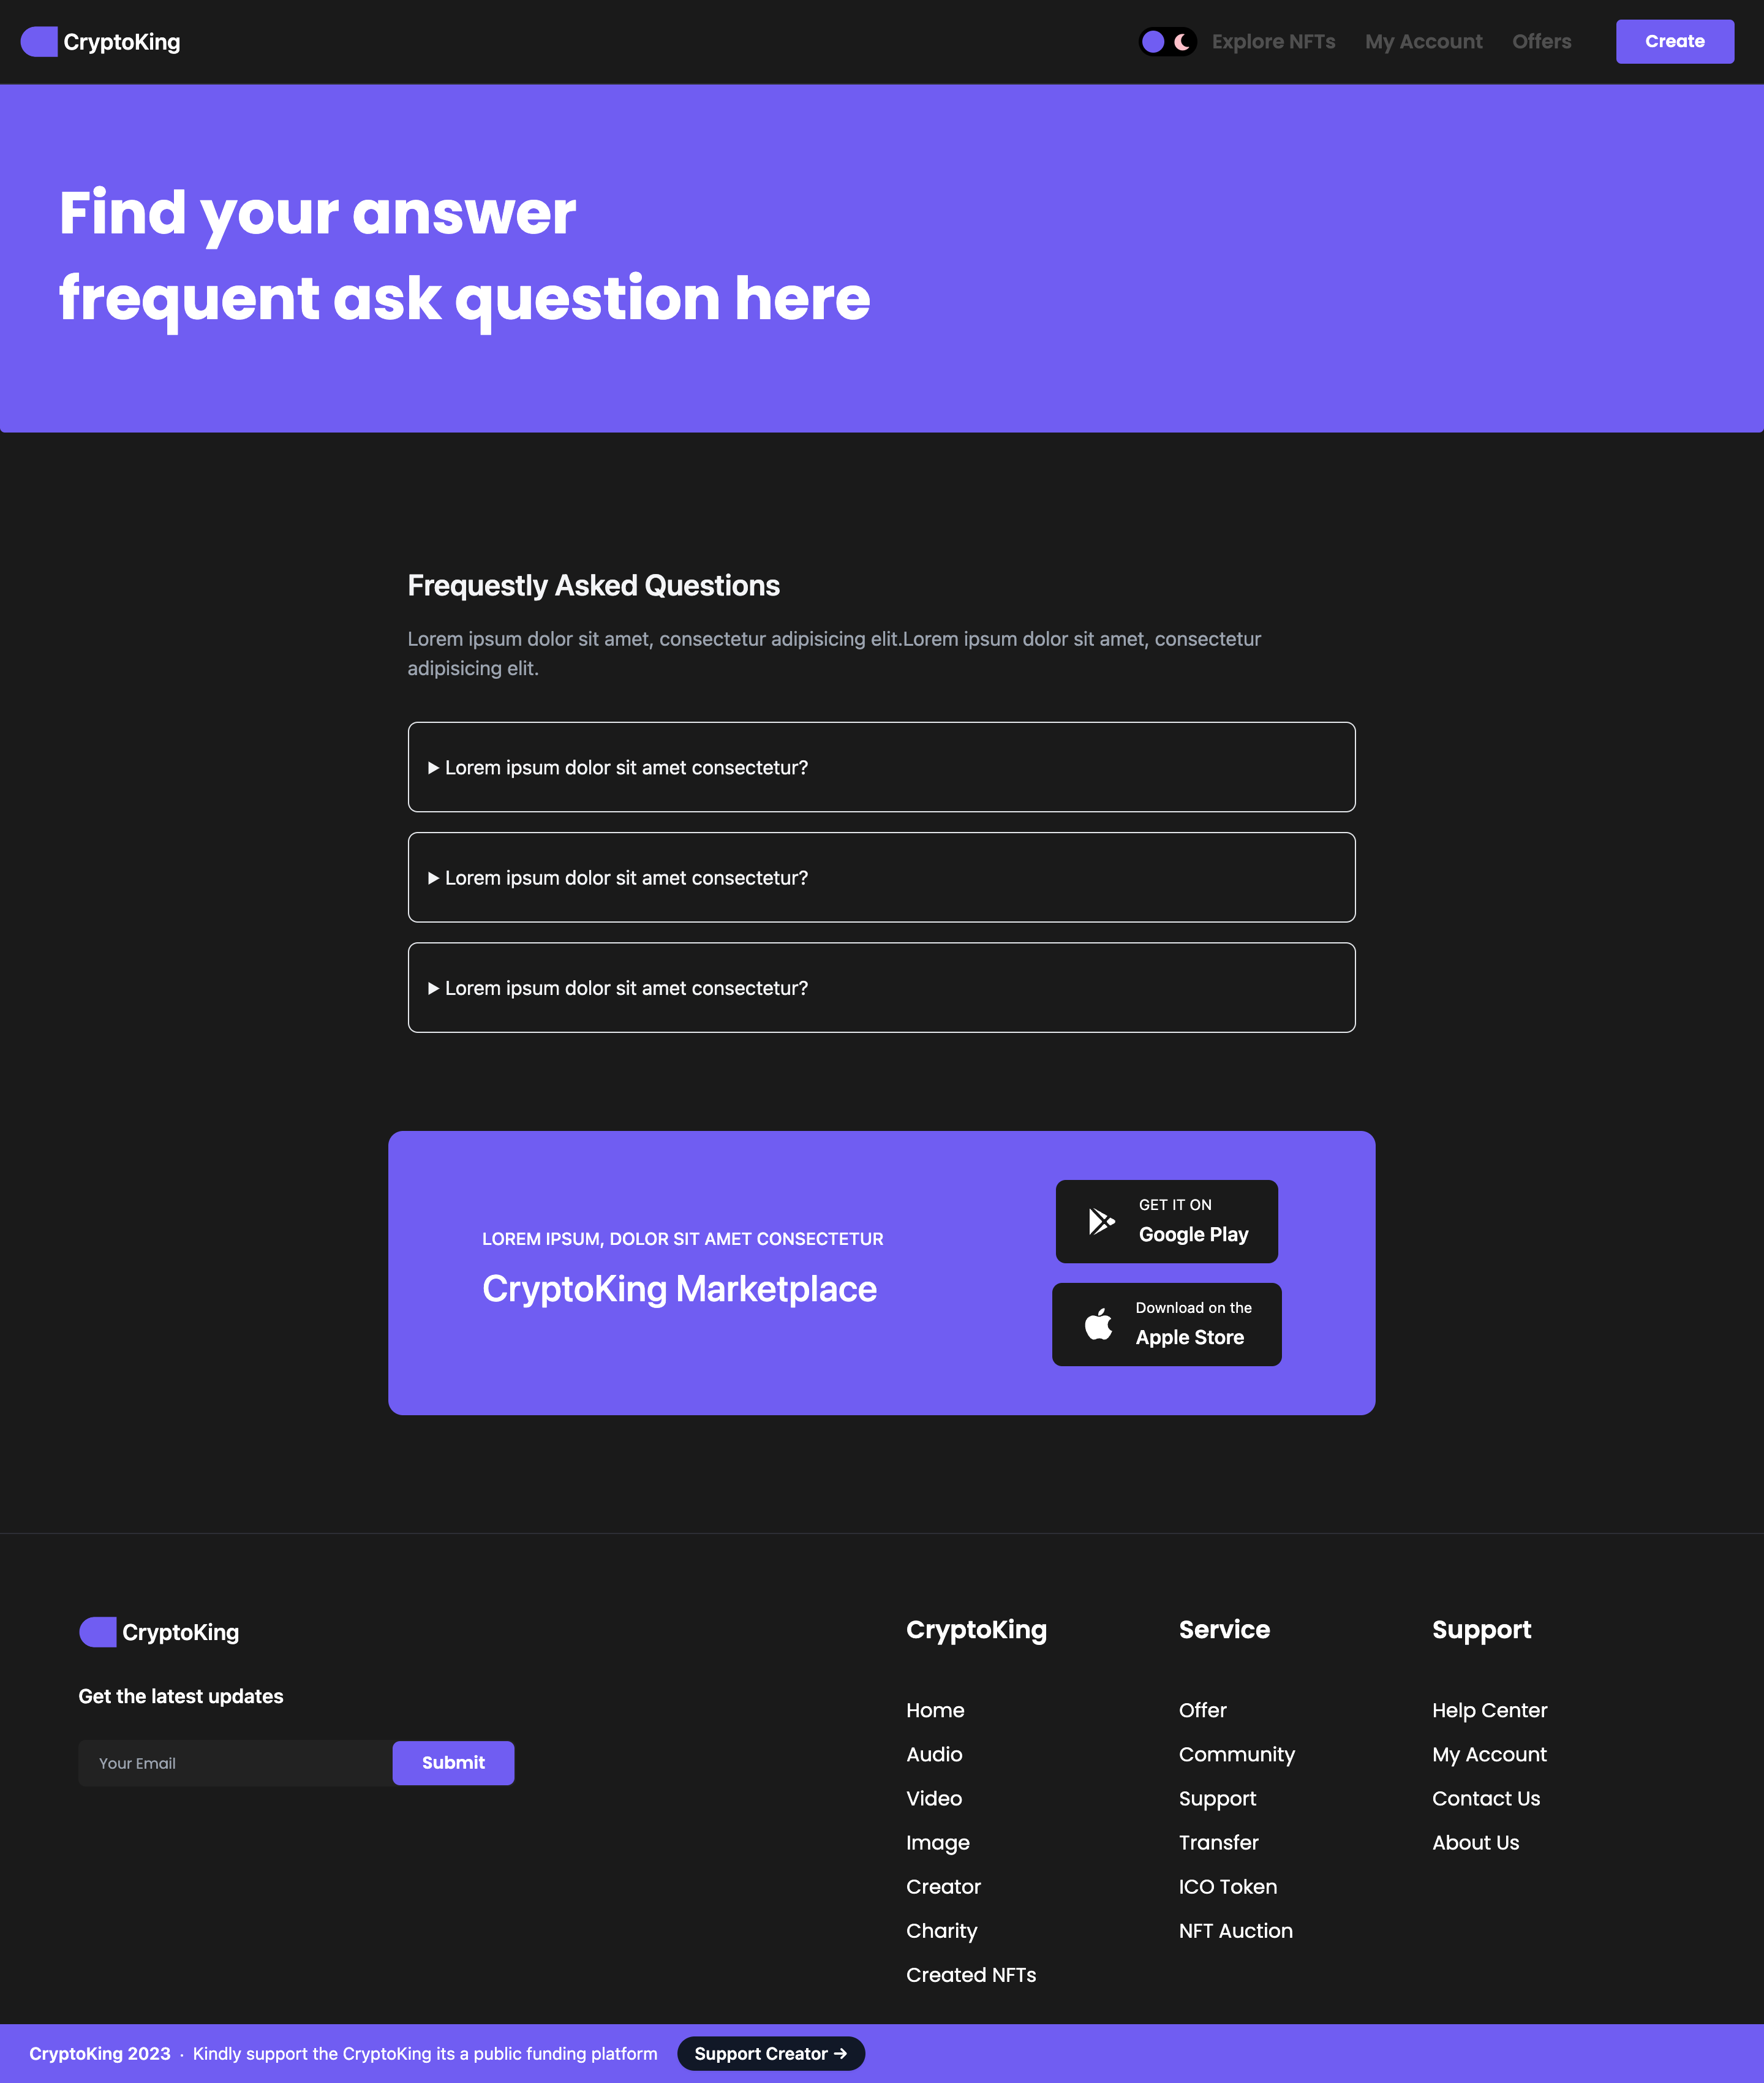 CryptoKing
Explore NFTs
My Account
Offers
Create
Find your answer
frequent ask question here
Frequestly Asked Questions
Lorem ipsum dolor sit amet, consectetur adipisicing elit.Lorem ipsum dolor sit amet, consectetur
adipisicing elit.
Lorem ipsum dolor sit amet consectetur?
Lorem ipsum dolor sit amet consectetur?
Lorem ipsum dolor sit amet consectetur?
LOREM IPSUM, DOLOR SIT AMET CONSECTETUR
CryptoKing Marketplace
GET IT ON
Google Play
Download on the
Apple Store
CryptoKing
Get the latest updates
Your Email
Submit
CryptoKing
Home
Audio
Video
Image
Creator
Charity
Created NFTs
Service
Offer
Community
Support
Transfer
ICO Token
NFT Auction
Support
Help Center
My Account
Contact Us
About Us
CryptoKing 2023 · Kindly support the CryptoKing its a public funding platform
Support Creator →